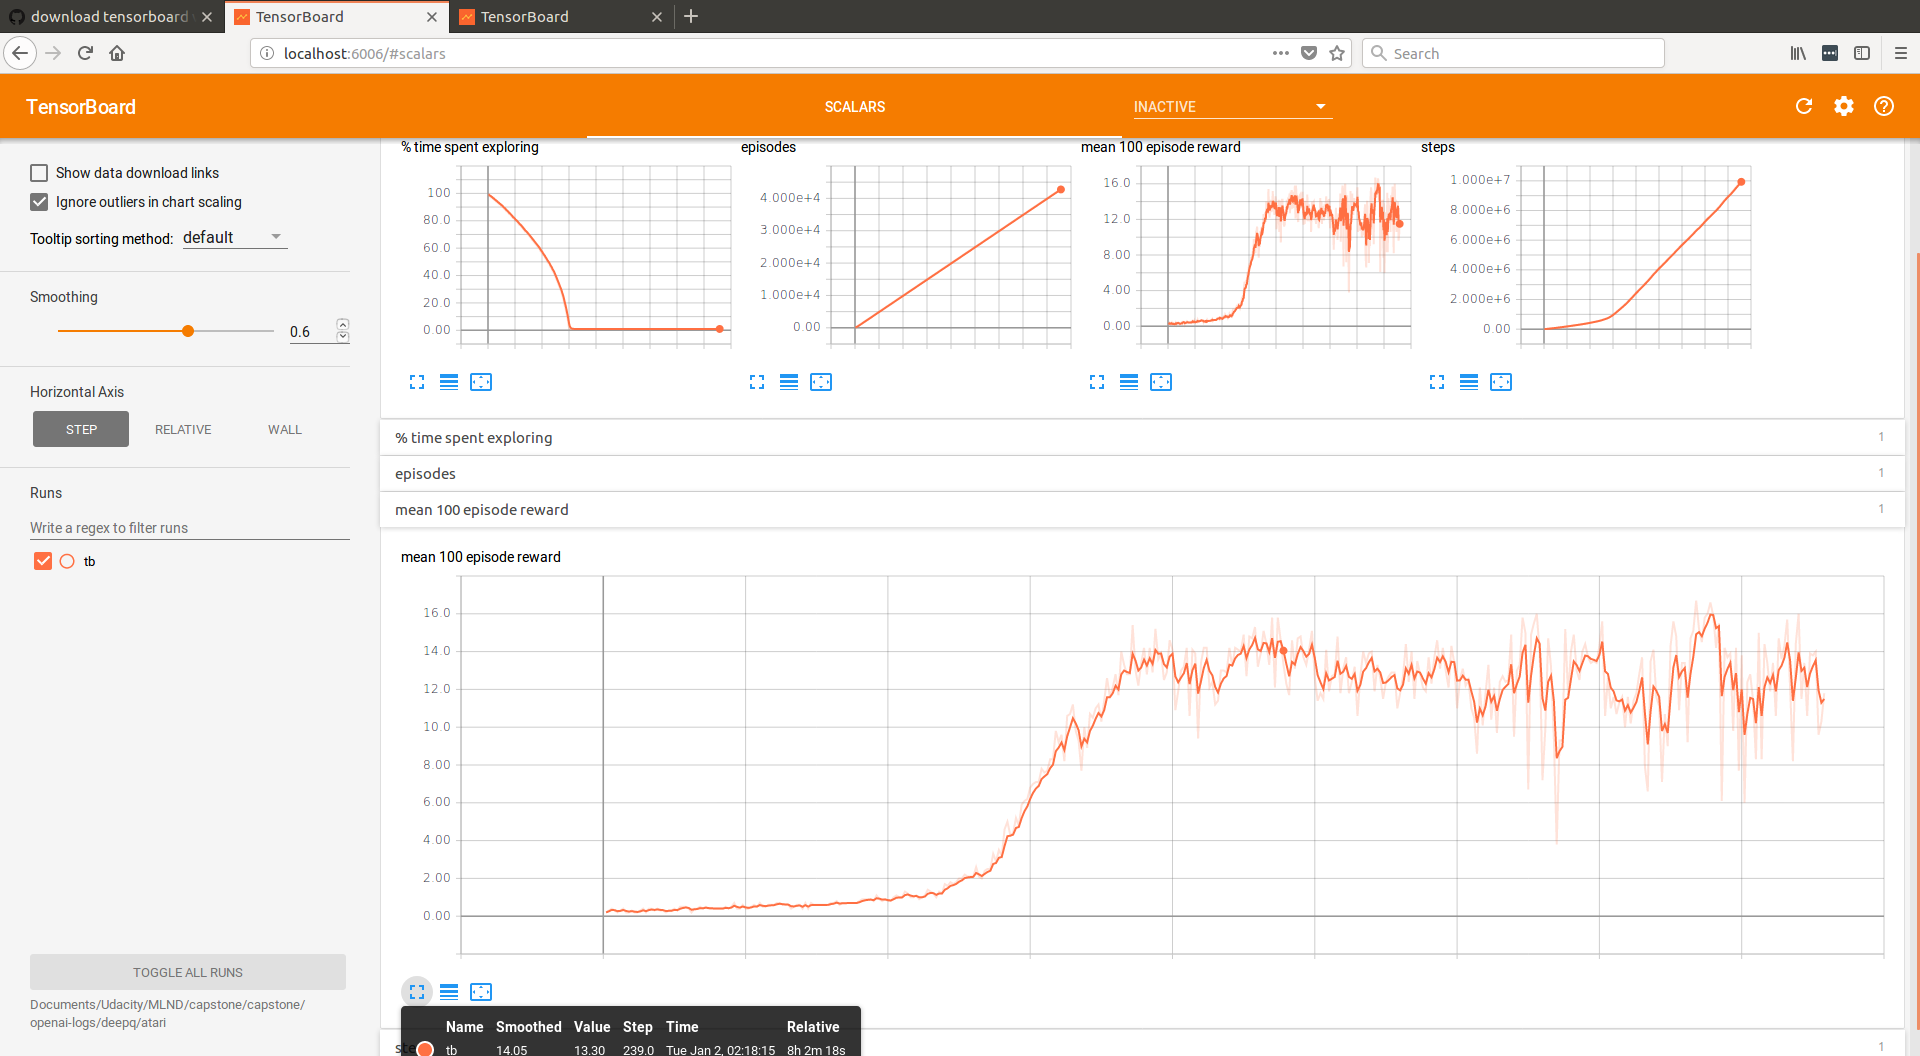 download tensorboard
TensorBoard
TensorBoard
localhost:6006/#scalars
Search
TensorBoard
SCALARS
INACTIVE
Show data download links
Ignore outliers in chart scaling
Tooltip sorting method: default
Smoothing
0.6
Horizontal Axis
STEP
RELATIVE
WALL
Runs
Write a regex to filter runs
tb
TOGGLE ALL RUNS
Documents/Udacity/MLND/capstone/capstone/
openai-logs/deepq/atari
% time spent exploring
100
80.0
60.0
40.0
20.0
0.00
episodes
4.000e+4
3.000e+4
2.000e+4
1.000e+4
0.00
mean 100 episode reward
16.0
12.0
8.00
4.00
0.00
steps
1.000e+7
8.000e+6
6.000e+6
4.000e+6
2.000e+6
0.00
% time spent exploring 1
episodes 1
mean 100 episode reward 1
mean 100 episode reward
16.0
14.0
12.0
10.0
8.00
6.00
4.00
2.00
0.00
Name Smoothed Value Step Time Relative
tb 14.05 13.30 239.0 Tue Jan 2, 02:18:15 8h 2m 18s
1